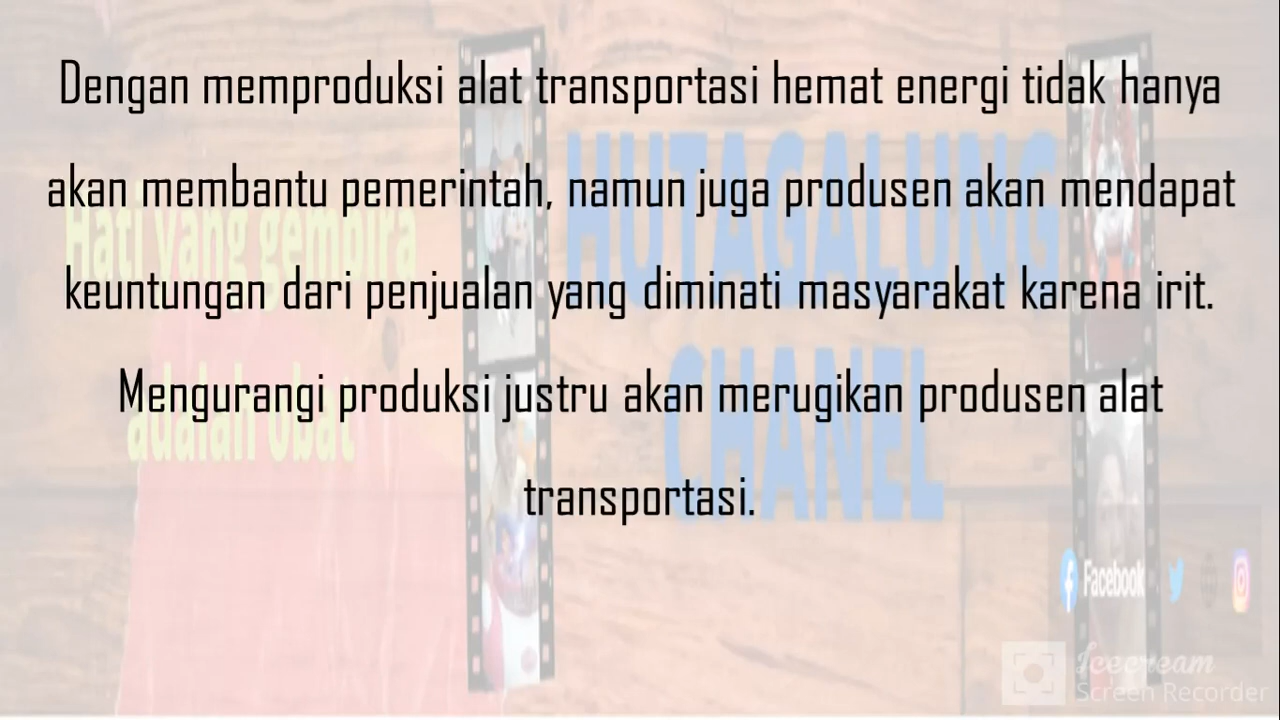 Dengan memproduksi alat transportasi hemat energi tidak hanya
akan membantu pemerintah, namun juga produsen akan mendapat
keuntungan dari penjualan yang diminati masyarakat karena irit.
Mengurangi produksi justru akan merugikan produsen alat
transportasi.
Hati yang gembira
adalah obat
HUTAGALUNG
CHANEL
Facebook
Icecream
Screen Recorder